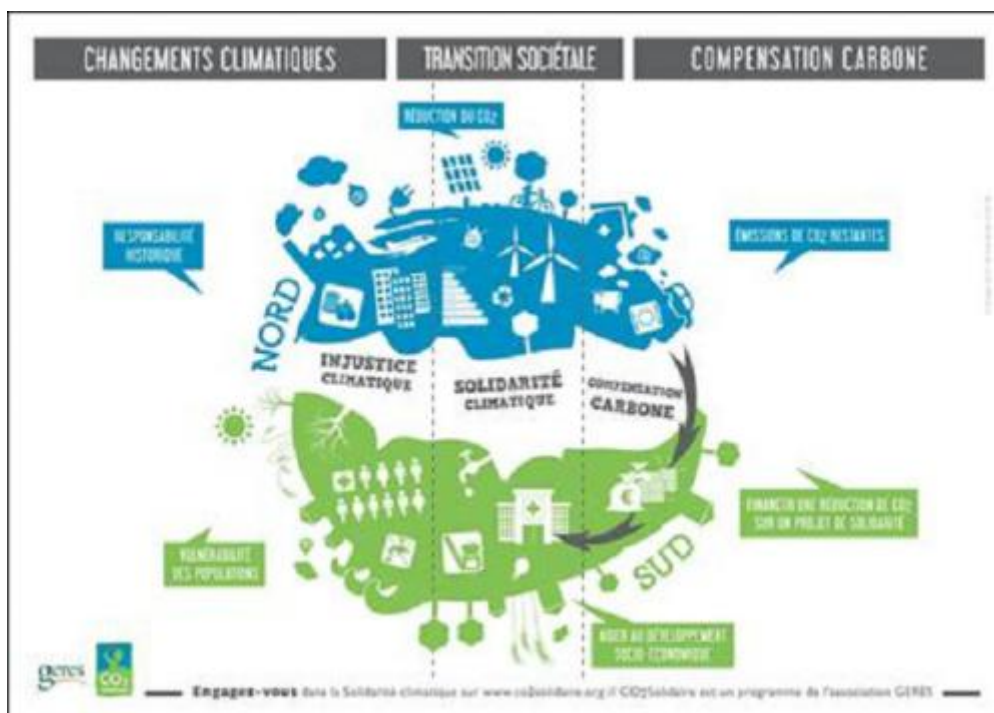 CHANGEMENTS CLIMATIQUES
TRANSITION SOCIÉTALE
COMPENSATION CARBONE
RÉDUCTION DU CO2
RESPONSABILITÉ
HISTORIQUE
ÉMISSIONS DE CO2 RESTANTES
CO2
NORD
INJUSTICE
CLIMATIQUE
SOLIDARITÉ
CLIMATIQUE
COMPENSATION
CARBONE
FINANCER UNE RÉDUCTION DE CO2
SUR UN PROJET DE SOLIDARITÉ
VULNÉRABILITÉ
DES POPULATIONS
SUD
AIDER AU DÉVELOPPEMENT
SOCIO-ÉCONOMIQUE
geres
CO2
Engagez-vous dans la Solidarité climatique sur www.co2solidaire.org // CO2Solidaire est un programme de l'association GERES